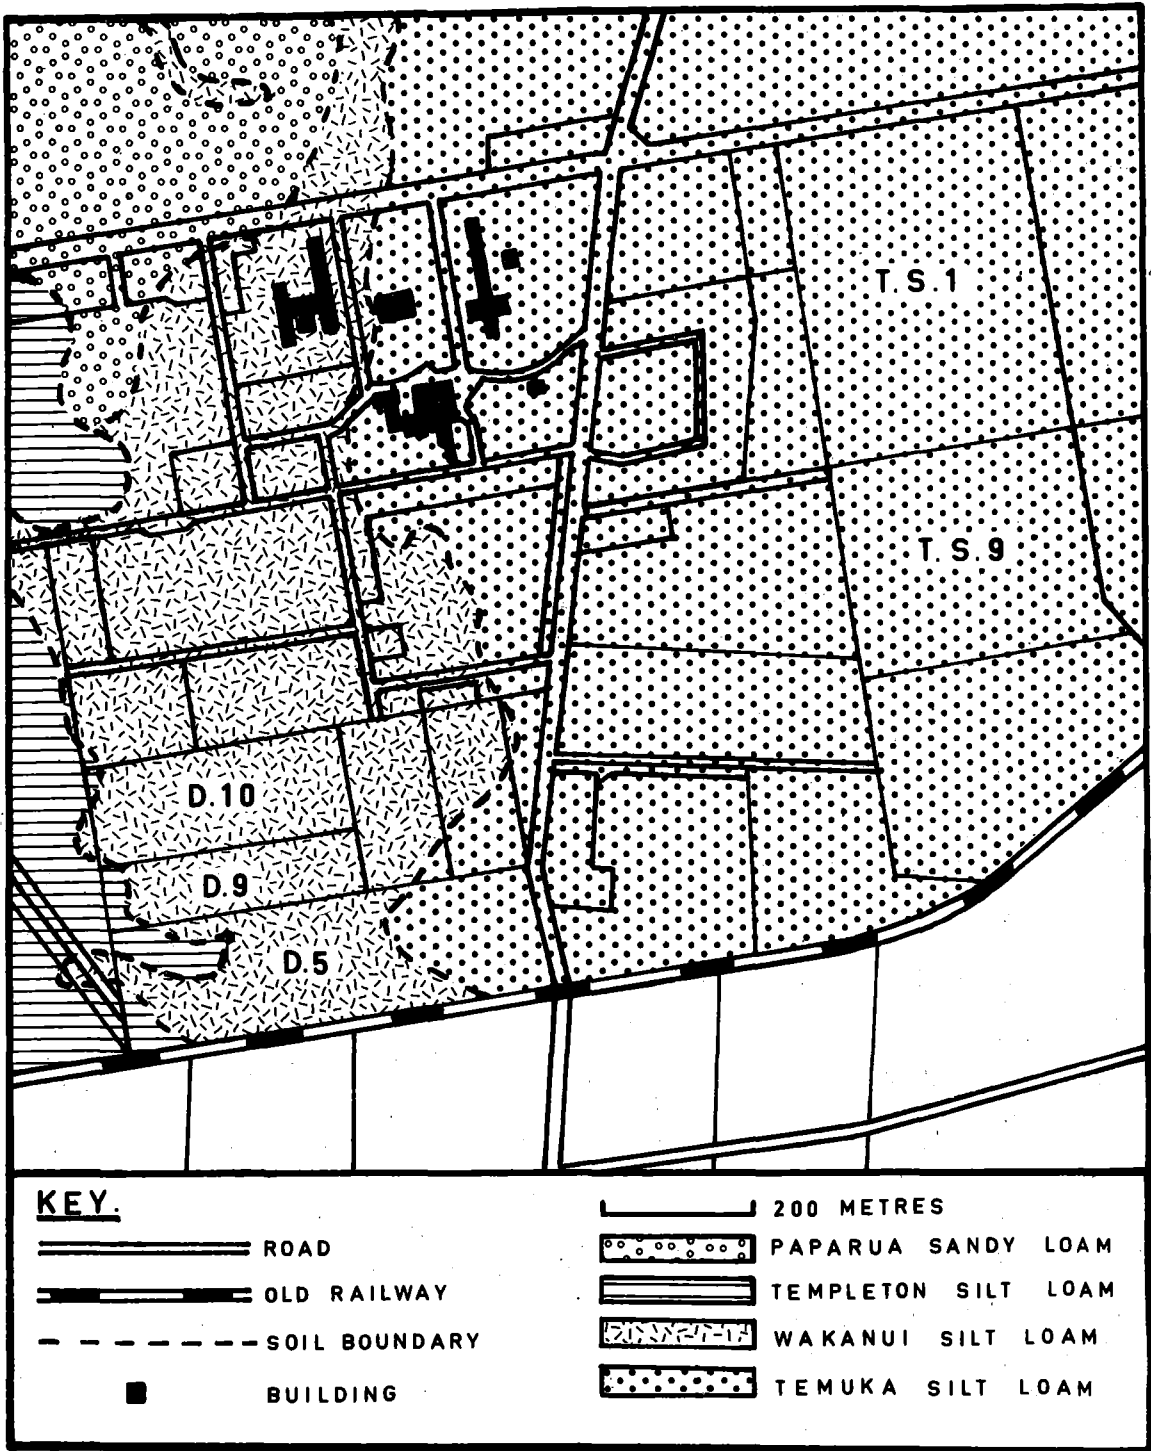 T.S.1
T.S.9
D.10
D.9
D.5
KEY.
ROAD
OLD RAILWAY
SOIL BOUNDARY
BUILDING
200 METRES
PAPARUA SANDY LOAM
TEMPLETON SILT LOAM
WAKANUI SILT LOAM
TEMUKA SILT LOAM